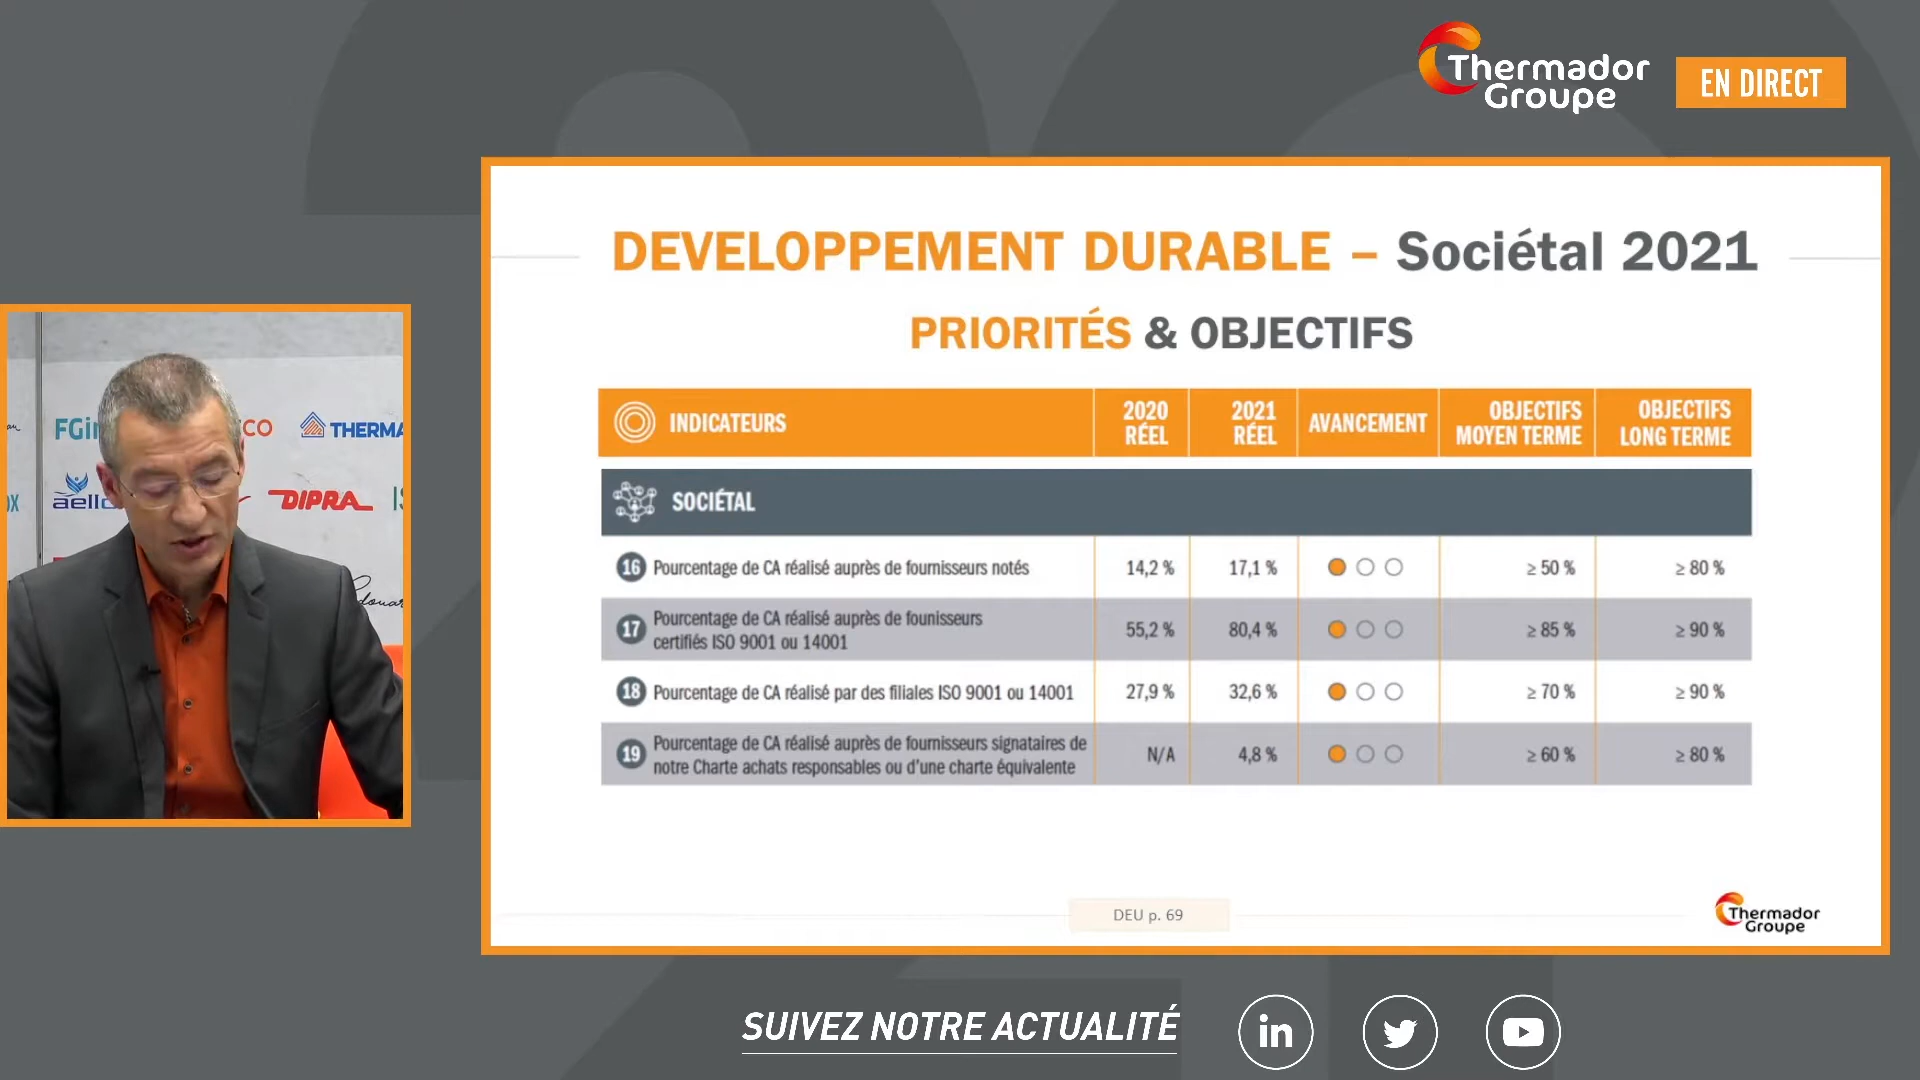 Thermador
Groupe
EN DIRECT
DEVELOPPEMENT DURABLE – Sociétal 2021
PRIORITÉS & OBJECTIFS
INDICATEURS
2020
RÉEL
2021
RÉEL
AVANCEMENT
OBJECTIFS
MOYEN TERME
OBJECTIFS
LONG TERME
SOCIÉTAL
16 Pourcentage de CA réalisé auprès de fournisseurs notés 14,2 % 17,1 % ≥ 50 % ≥ 80 %
17 Pourcentage de CA réalisé auprès de founisseurs
certifiés ISO 9001 ou 14001 55,2 % 80,4 % ≥ 85 % ≥ 90 %
18 Pourcentage de CA réalisé par des filiales ISO 9001 ou 14001 27,9 % 32,6 % ≥ 70 % ≥ 90 %
19 Pourcentage de CA réalisé auprès de fournisseurs signataires de
notre Charte achats responsables ou d'une charte équivalente N/A 4,8 % ≥ 60 % ≥ 80 %
DEU p. 69
Thermador
Groupe
THERMA
DIPRA
SUIVEZ NOTRE ACTUALITÉ
in